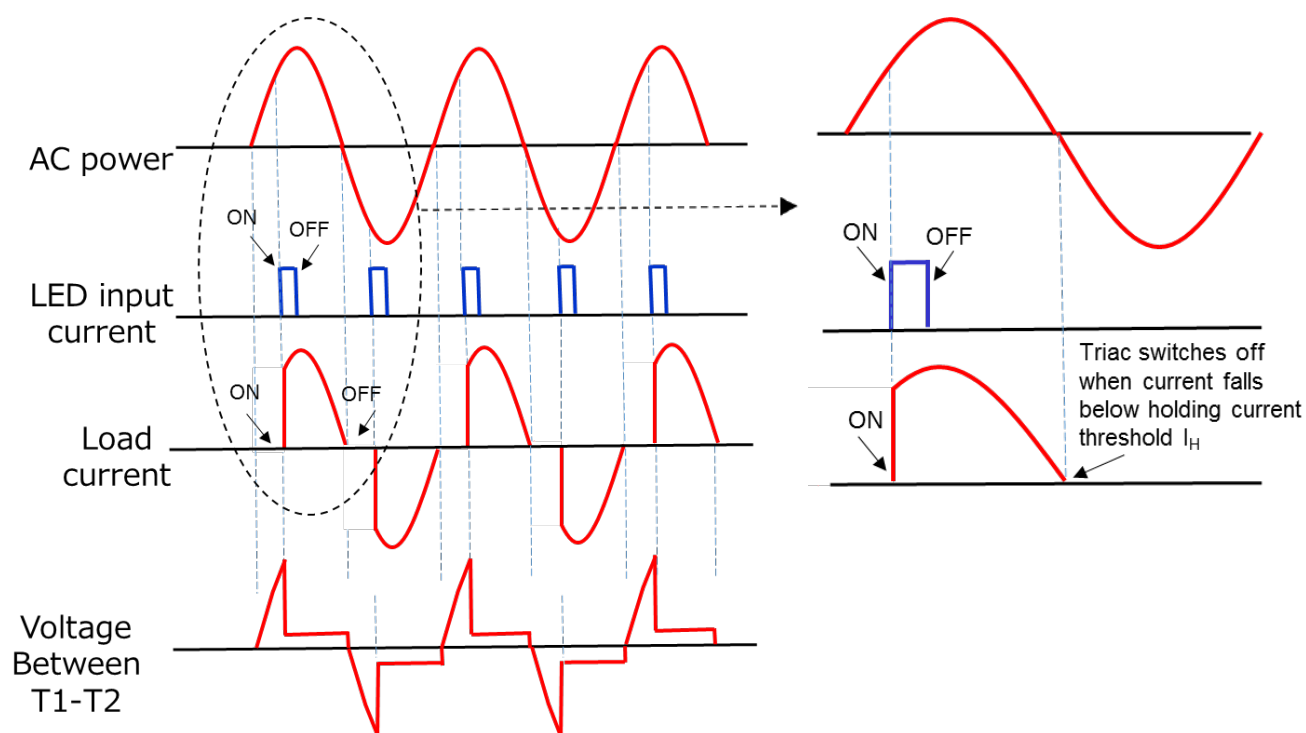 AC power
ON
OFF
LED input
current
ON
OFF
Load
current
Voltage
Between
T1-T2
ON
OFF
ON
Triac switches off
when current falls
below holding current
threshold I_H